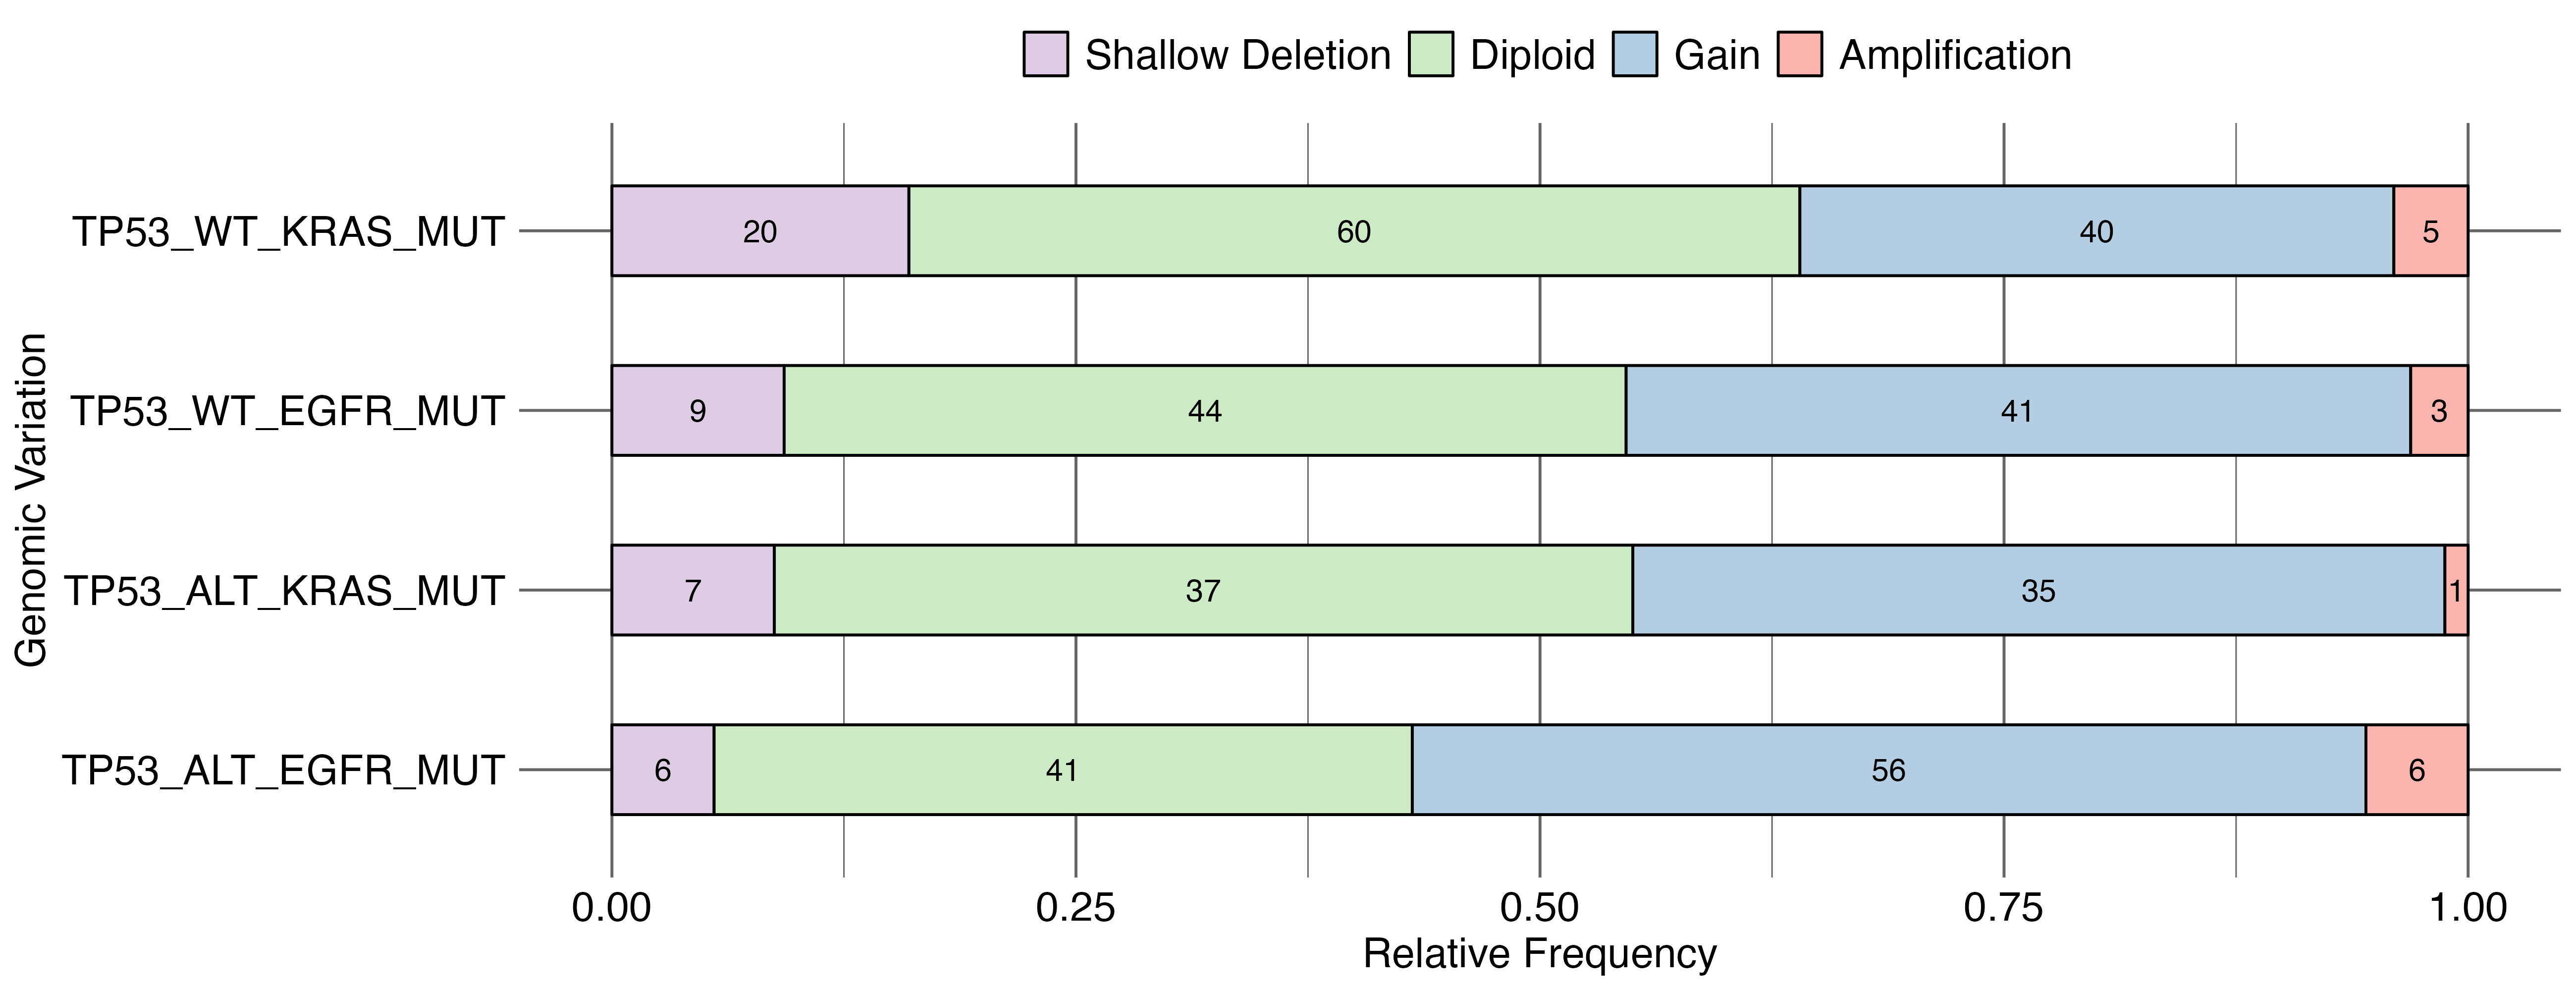 Shallow Deletion Diploid Gain Amplification
TP53_WT_KRAS_MUT 20 60 40 5
TP53_WT_EGFR_MUT 9 44 41 3
TP53_ALT_KRAS_MUT 7 37 35 1
TP53_ALT_EGFR_MUT 6 41 56 6
Genomic Variation
0.00 0.25 0.50 0.75 1.00
Relative Frequency